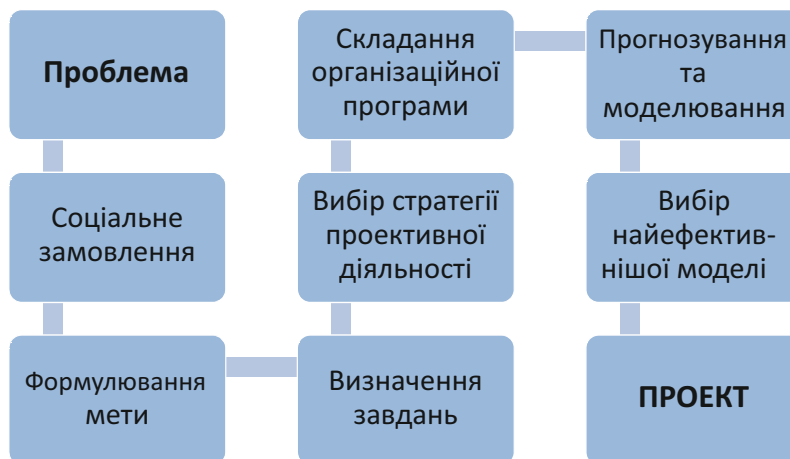 Проблема
Соціальне
замовлення
Формулювання
мети
Визначення
завдань
Вибір стратегії
проективної
діяльності
Складання
організаційної
програми
Прогнозування
та
моделювання
Вибір
найефектив-
нішої моделі
ПРОЕКТ